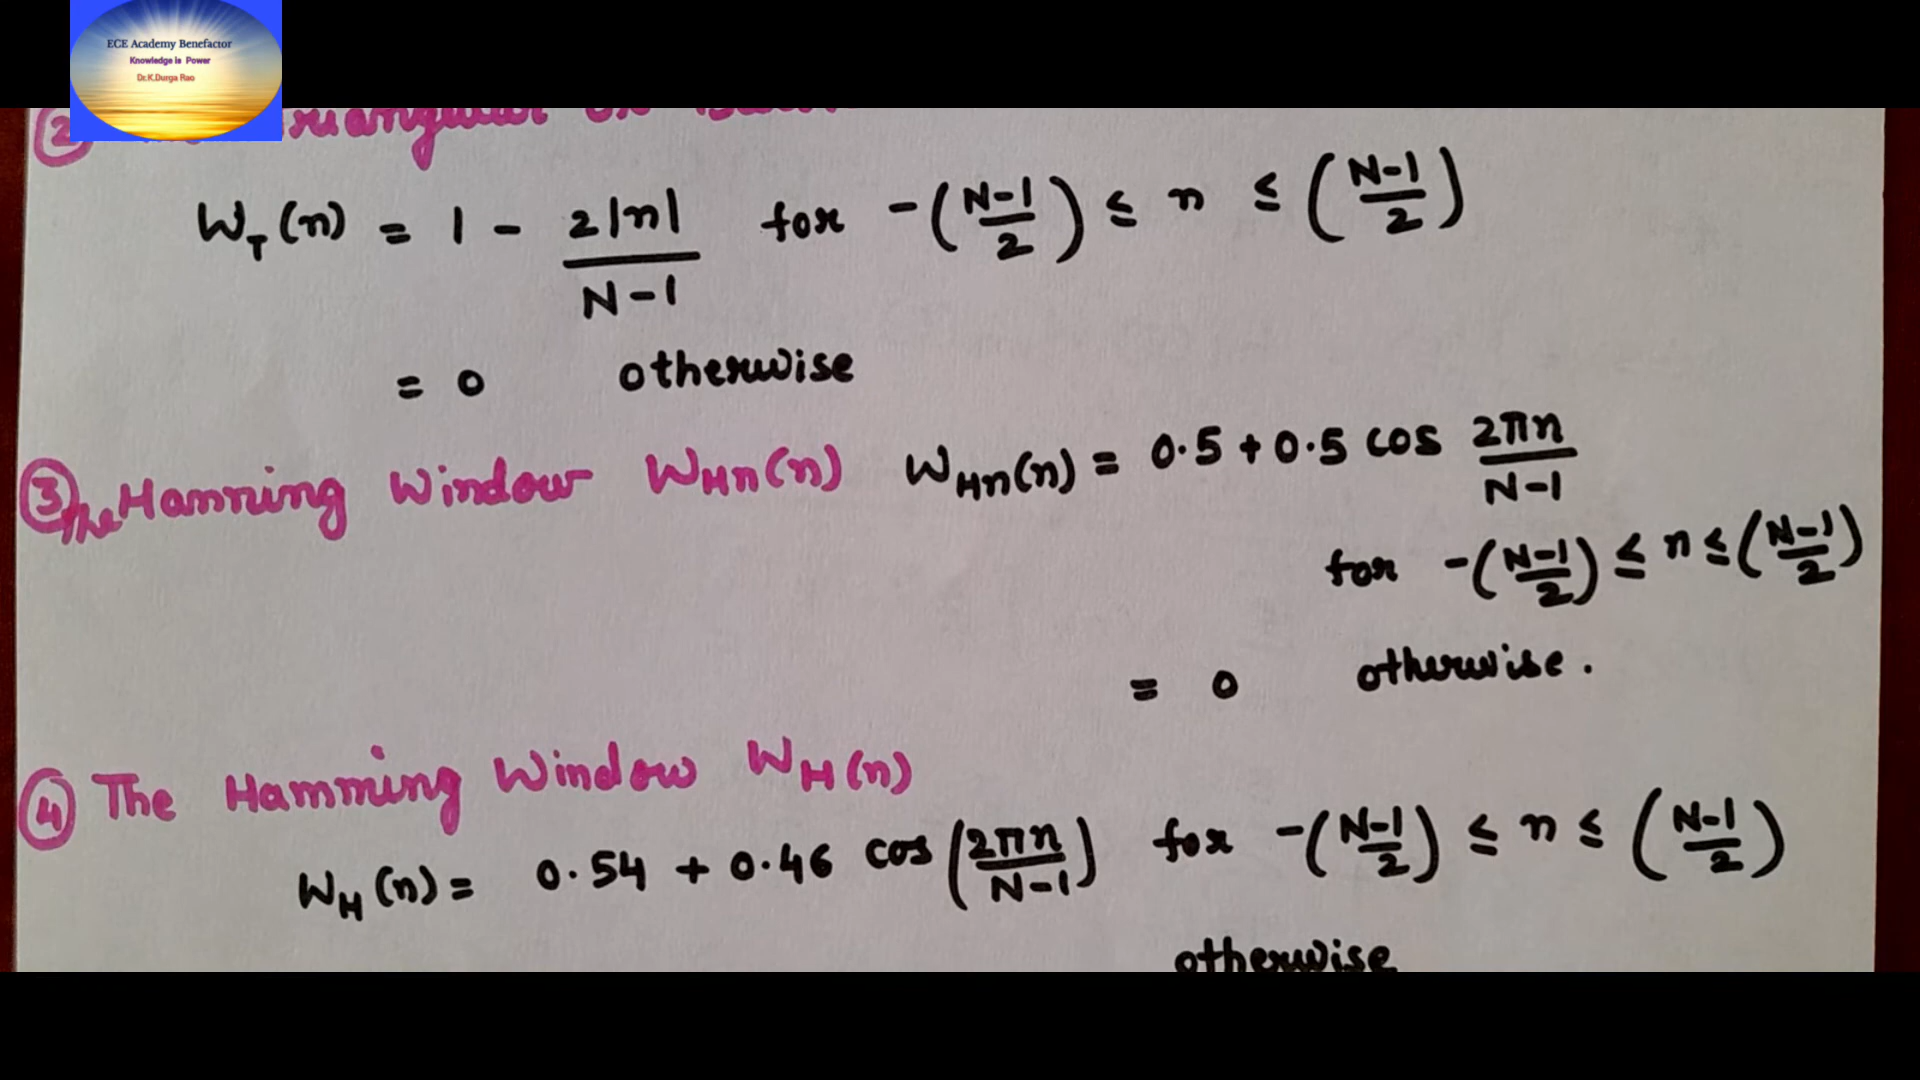 ECE Academy Benefactor
Knowledge is Power
Dr.K.Durga Rao
②
W_T(n) = 1 - 2|n|/(N-1) for -((N-1)/2) ≤ n ≤ ((N-1)/2)
= 0 otherwise
③ The Hanning Window W_Hn(n) W_Hn(n) = 0.5 + 0.5 cos 2πn/(N-1)
for -((N-1)/2) ≤ n ≤ ((N-1)/2)
= 0 otherwise.
④ The Hamming Window W_H(n)
W_H(n) = 0.54 + 0.46 cos (2πn/(N-1)) for -((N-1)/2) ≤ n ≤ ((N-1)/2)
otherwise